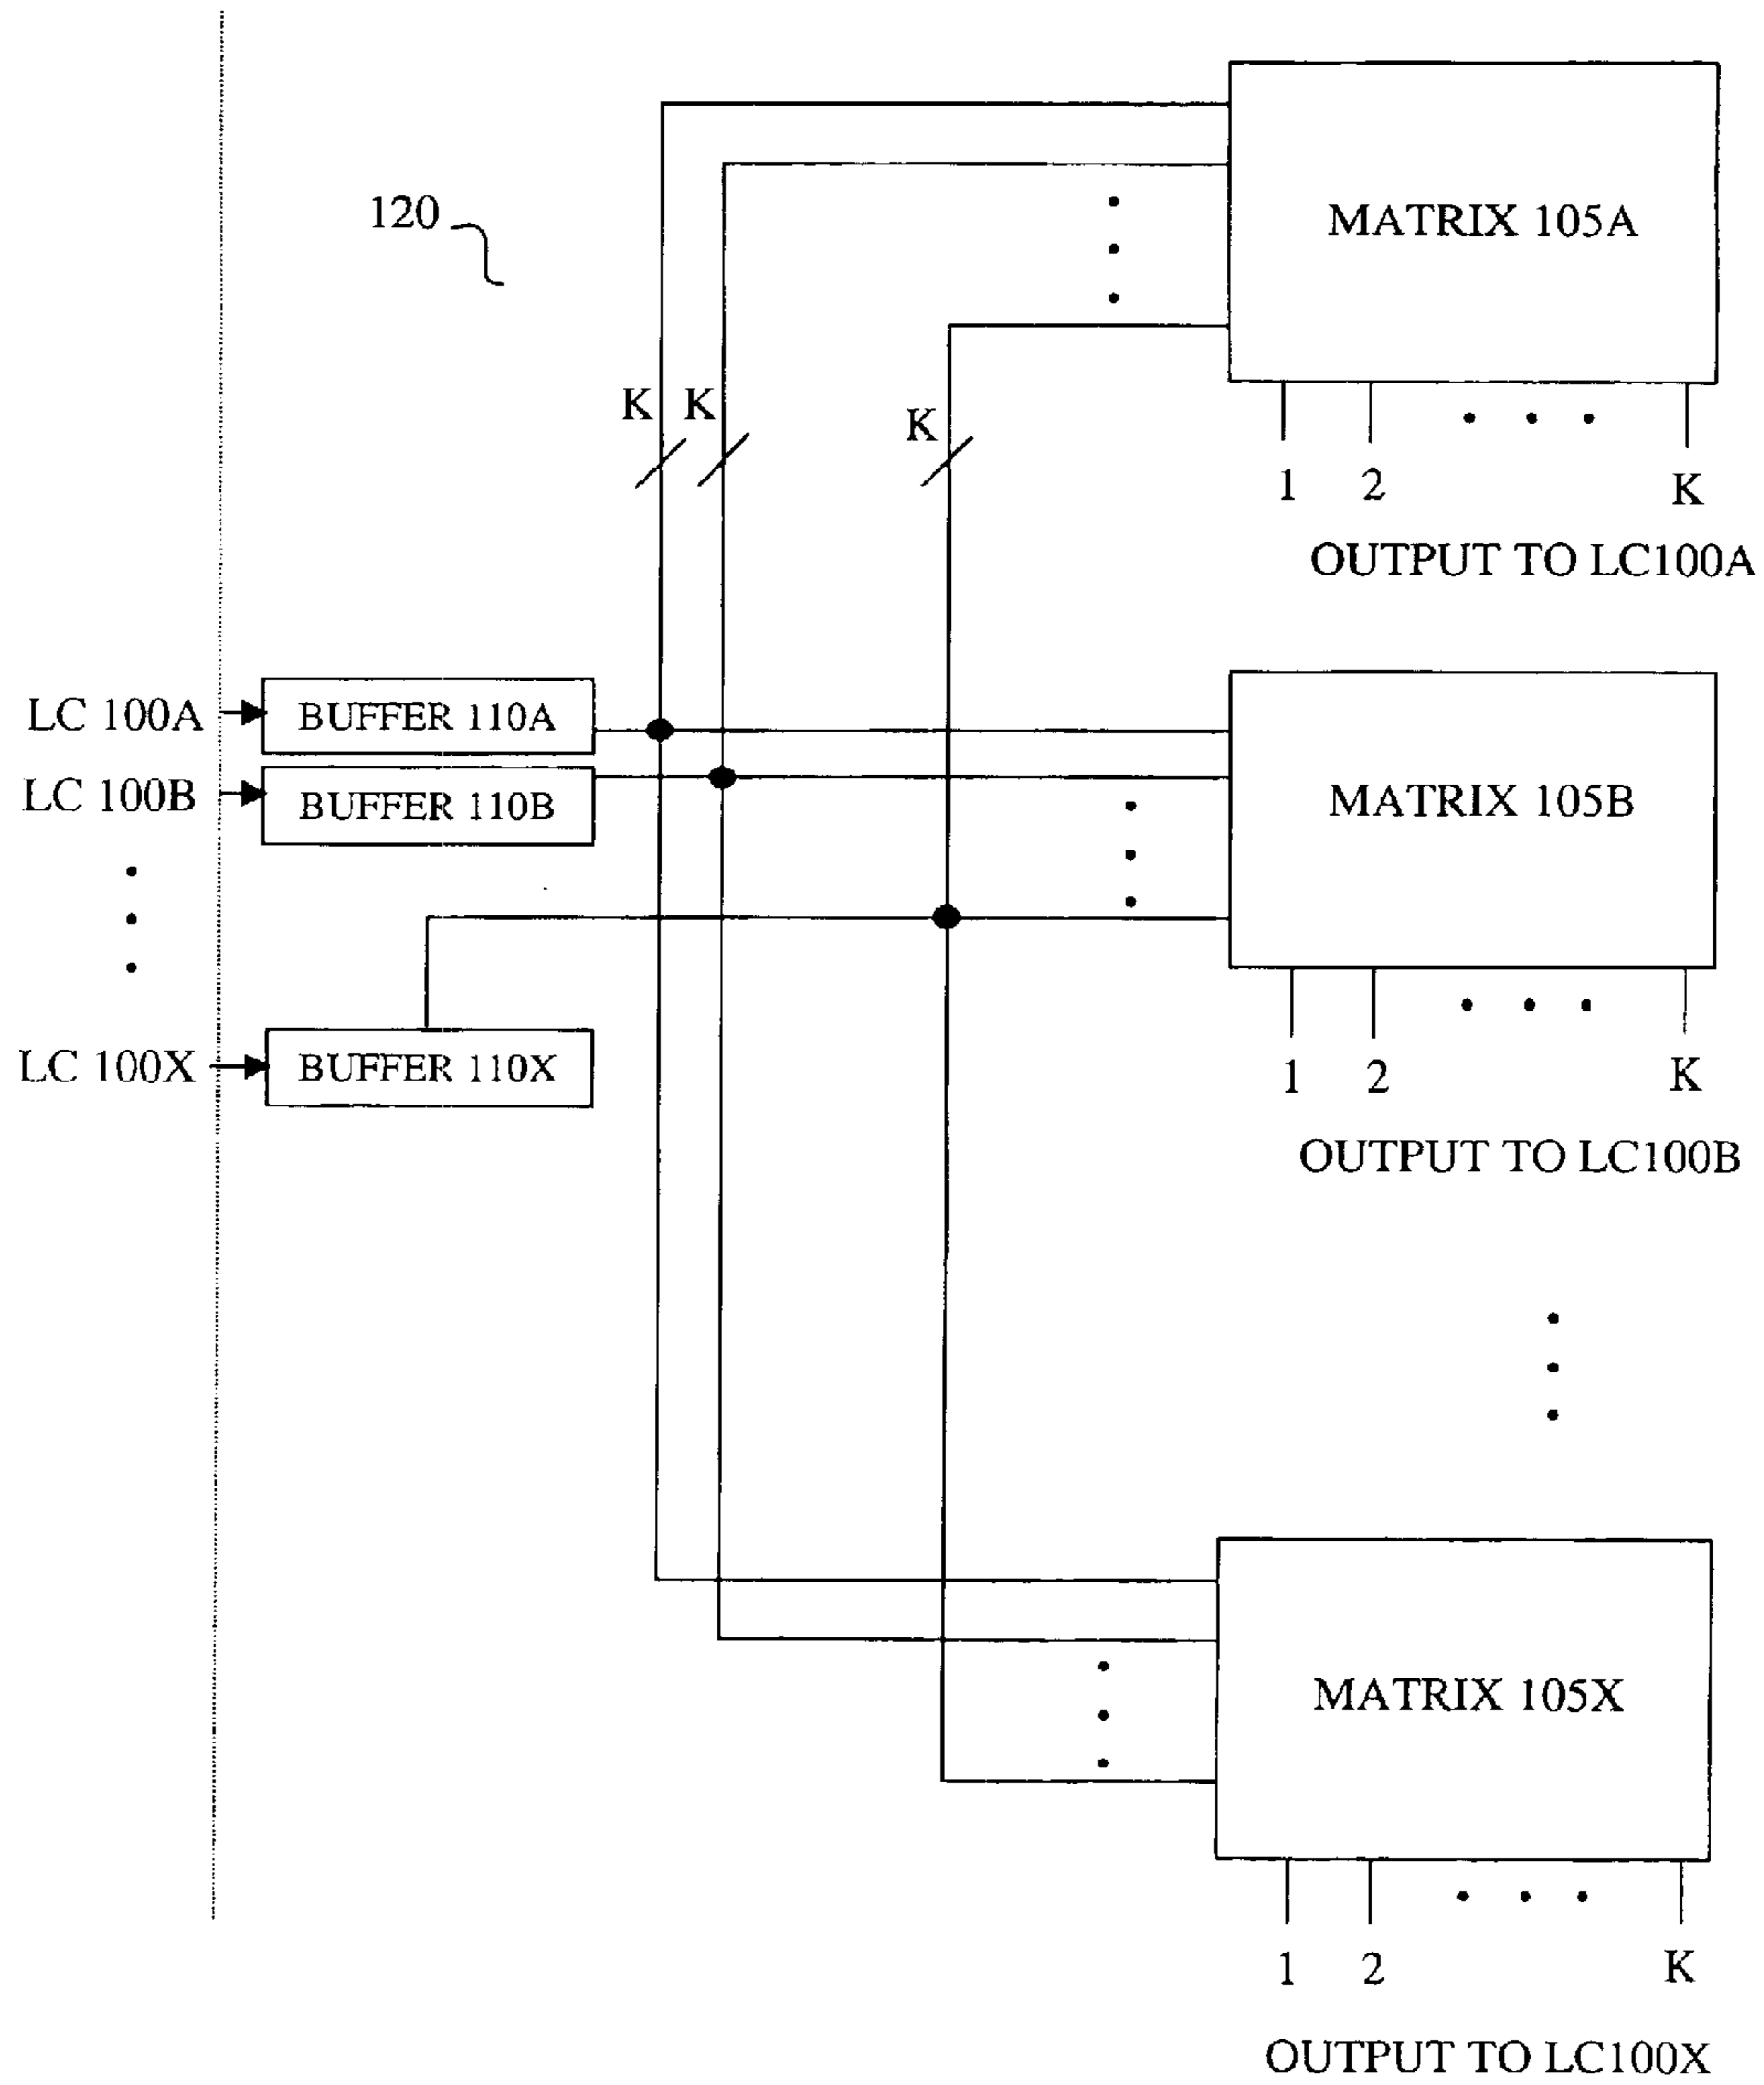 120
MATRIX 105A
K K K
1 2 K
OUTPUT TO LC100A
LC 100A BUFFER 110A
LC 100B BUFFER 110B
MATRIX 105B
LC 100X BUFFER 110X
1 2 K
OUTPUT TO LC100B
MATRIX 105X
1 2 K
OUTPUT TO LC100X